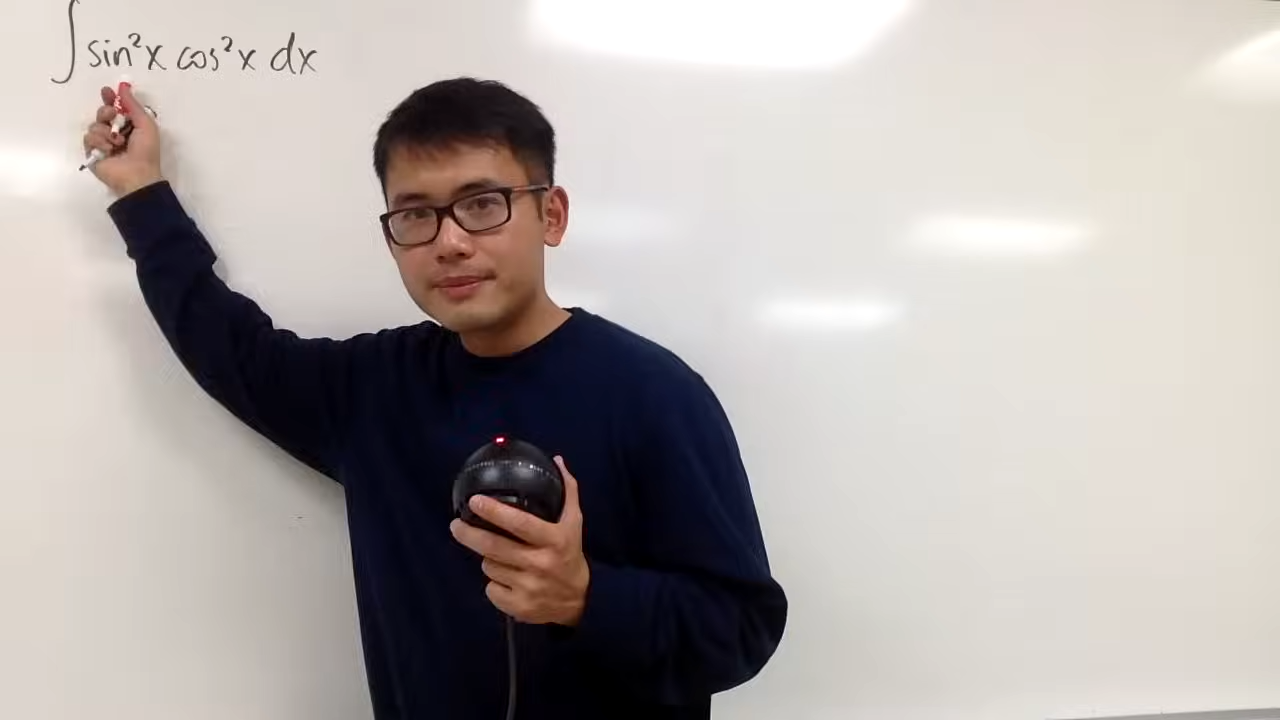 ∫ sin²x cos²x dx